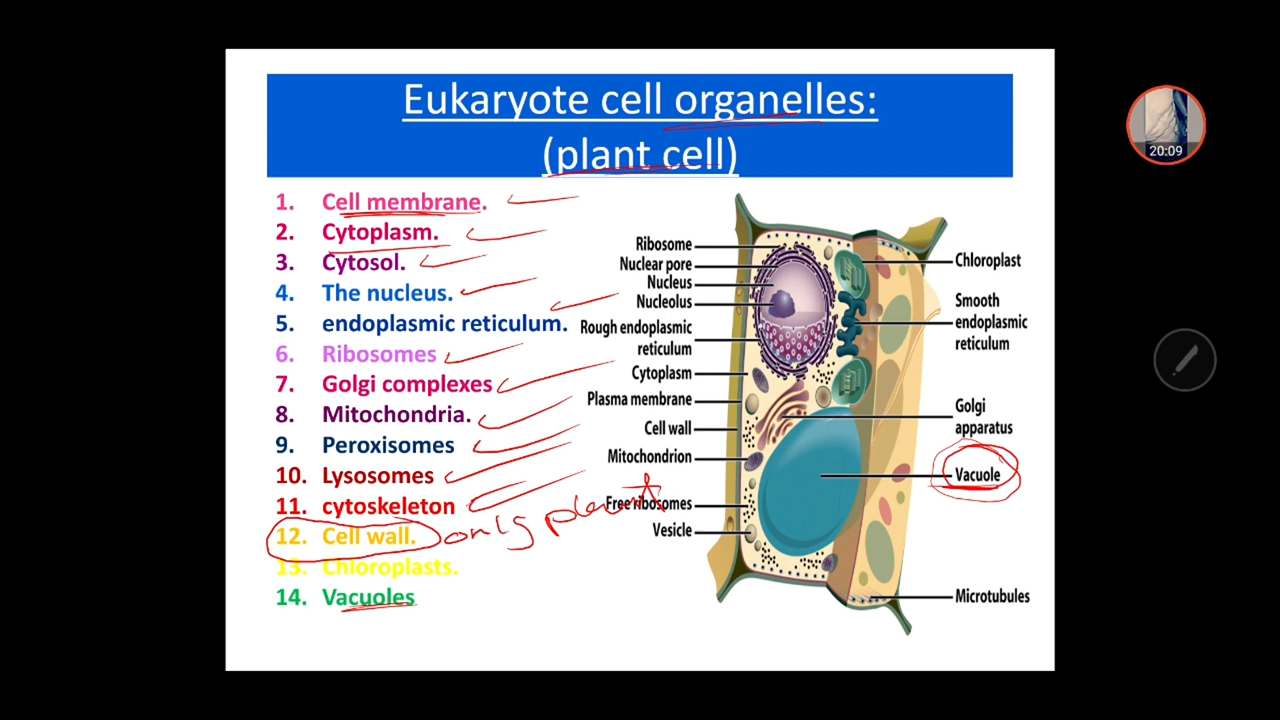 Eukaryote cell organelles:
(plant cell)
1. Cell membrane.
2. Cytoplasm.
3. Cytosol.
4. The nucleus.
5. endoplasmic reticulum.
6. Ribosomes
7. Golgi complexes
8. Mitochondria.
9. Peroxisomes
10. Lysosomes
11. cytoskeleton
12. Cell wall.
only plant
13. Chloroplasts.
14. Vacuoles
Ribosome
Nuclear pore
Nucleus
Nucleolus
Rough endoplasmic
reticulum
Cytoplasm
Plasma membrane
Cell wall
Mitochondrion
Free ribosomes
Vesicle
Chloroplast
Smooth
endoplasmic
reticulum
Golgi
apparatus
Vacuole
Microtubules
20:09